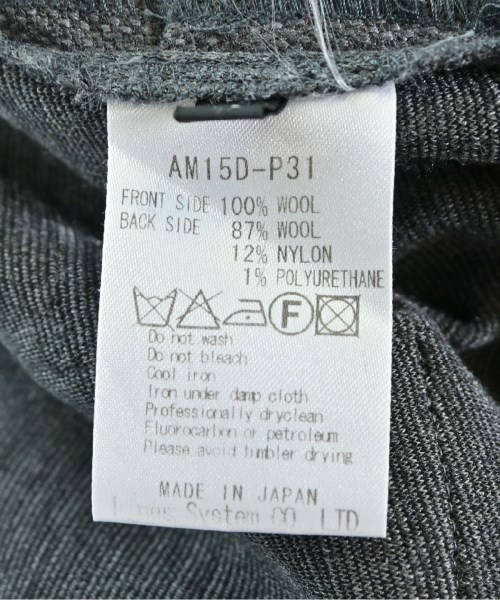 AM15D-P31
FRONT SIDE 100% WOOL
BACK SIDE 87% WOOL
12% NYLON
1% POLYURETHANE
F
Do not wash
Do not bleach
Cool iron
Iron under damp cloth
Professionally dryclean
Fluorocarbon or petroleum
Please avoid tumbler drying
MADE IN JAPAN
System CO. LTD